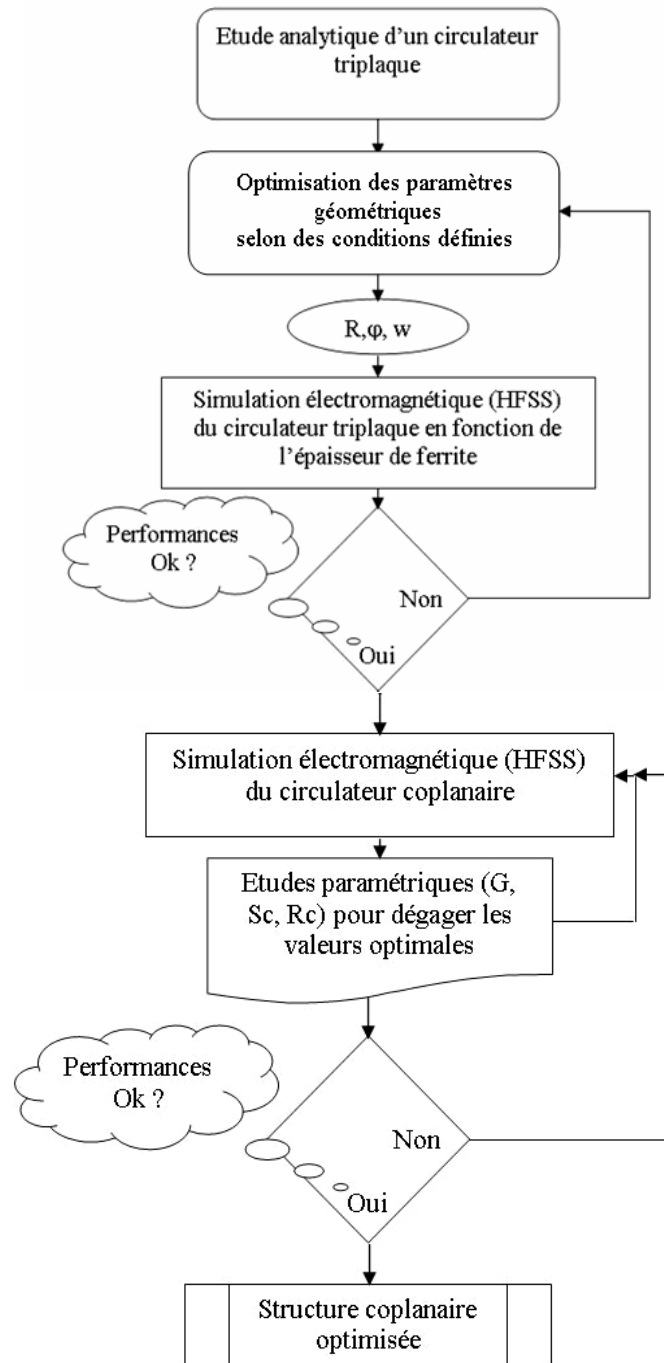 Etude analytique d'un circulateur
triplaque
Optimisation des paramètres
géométriques
selon des conditions définies
R,φ, w
Simulation électromagnétique (HFSS)
du circulateur triplaque en fonction de
l'épaisseur de ferrite
Performances
Ok ?
Non
Oui
Simulation électromagnétique (HFSS)
du circulateur coplanaire
Etudes paramétriques (G,
Sc, Rc) pour dégager les
valeurs optimales
Performances
Ok ?
Non
Oui
Structure coplanaire
optimisée